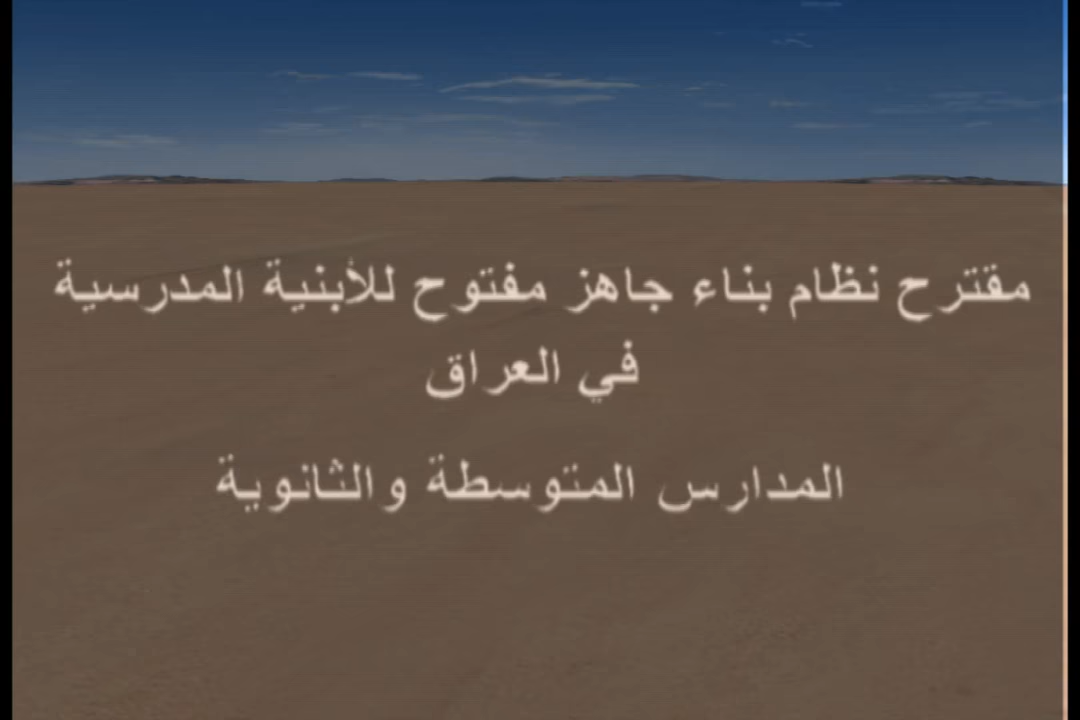 مقترح نظام بناء جاهز مفتوح للأبنية المدرسية
في العراق
المدارس المتوسطة والثانوية